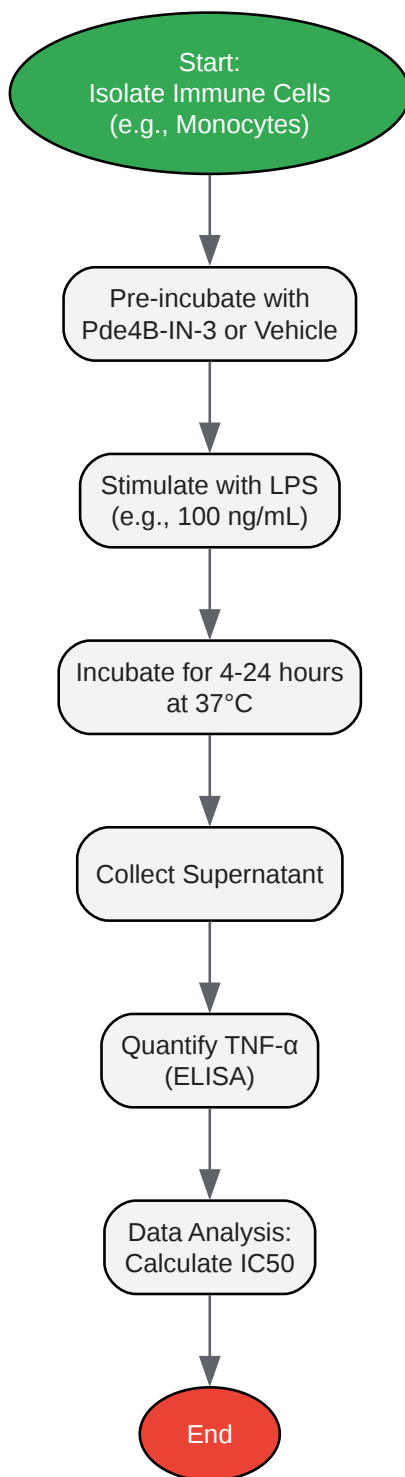 Start:
Isolate Immune Cells
(e.g., Monocytes)
Pre-incubate with
Pde4B-IN-3 or Vehicle
Stimulate with LPS
(e.g., 100 ng/mL)
Incubate for 4-24 hours
at 37°C
Collect Supernatant
Quantify TNF-α
(ELISA)
Data Analysis:
Calculate IC50
End